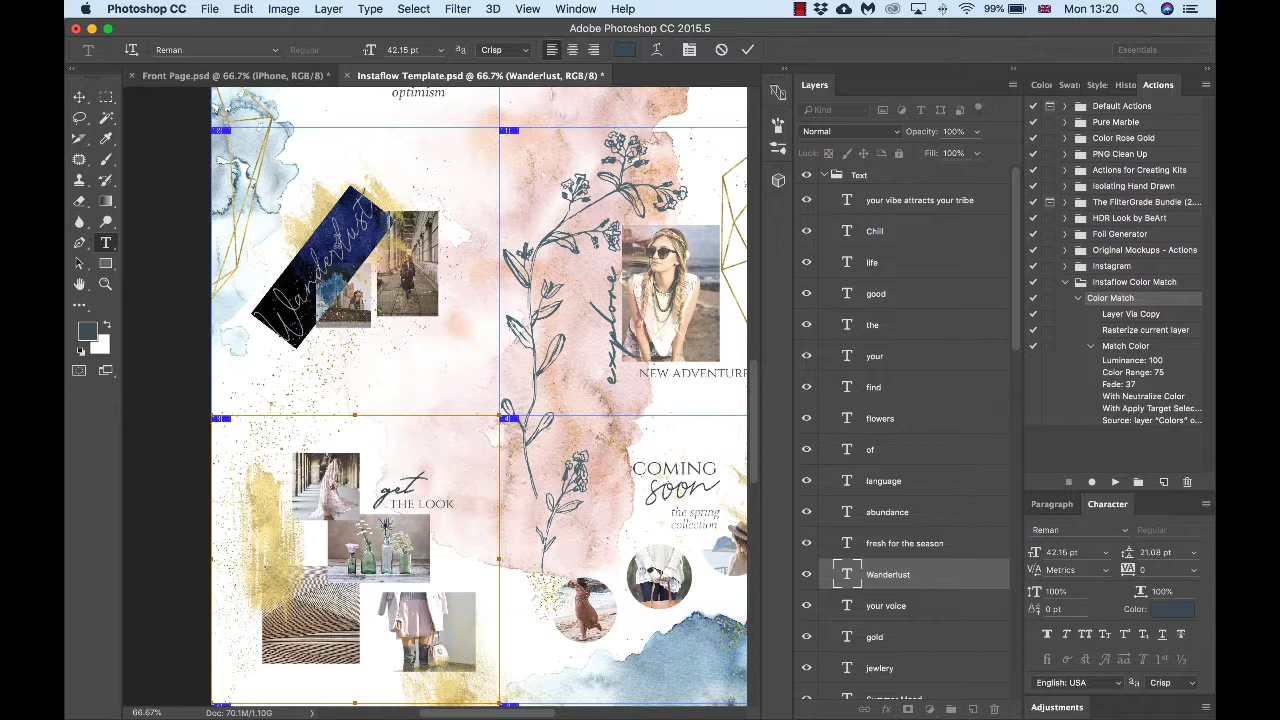 Photoshop CC File Edit Image Layer Type Select Filter 3D View Window Help 99% Mon 13:20
Adobe Photoshop CC 2015.5
Reman Regular 42.15 pt Crisp Essentials
Front Page.psd @ 66.7% (iPhone, RGB/8) * Instaflow Template.psd @ 66.7% (Wanderlust, RGB/8) *
optimism
Wanderlust
explore
NEW ADVENTURE
get
THE LOOK
COMING
soon
the spring
collection
66.67% Doc: 70.1M/1.10G
Layers
Kind
Normal Opacity: 100%
Lock: Fill: 100%
Text
your vibe attracts your tribe
Chill
life
good
the
your
find
flowers
of
language
abundance
fresh for the season
Wanderlust
your voice
gold
jewlery
Summer Mood
Color Swat Style Histo Actions
Default Actions
Pure Marble
Color Rose Gold
PNG Clean Up
Actions for Creating Kits
Isolating Hand Drawn
The FilterGrade Bundle (2....
HDR Look by BeArt
Foil Generator
Original Mockups - Actions
Instagram
Instaflow Color Match
Color Match
Layer Via Copy
Rasterize current layer
Match Color
Luminance: 100
Color Range: 75
Fade: 37
With Neutralize Color
With Apply Target Selec...
Source: layer “Colors” o...
Paragraph Character
Reman Regular
42.15 pt 21.08 pt
Metrics 0
100% 100%
0 pt Color:
English: USA Crisp
Adjustments